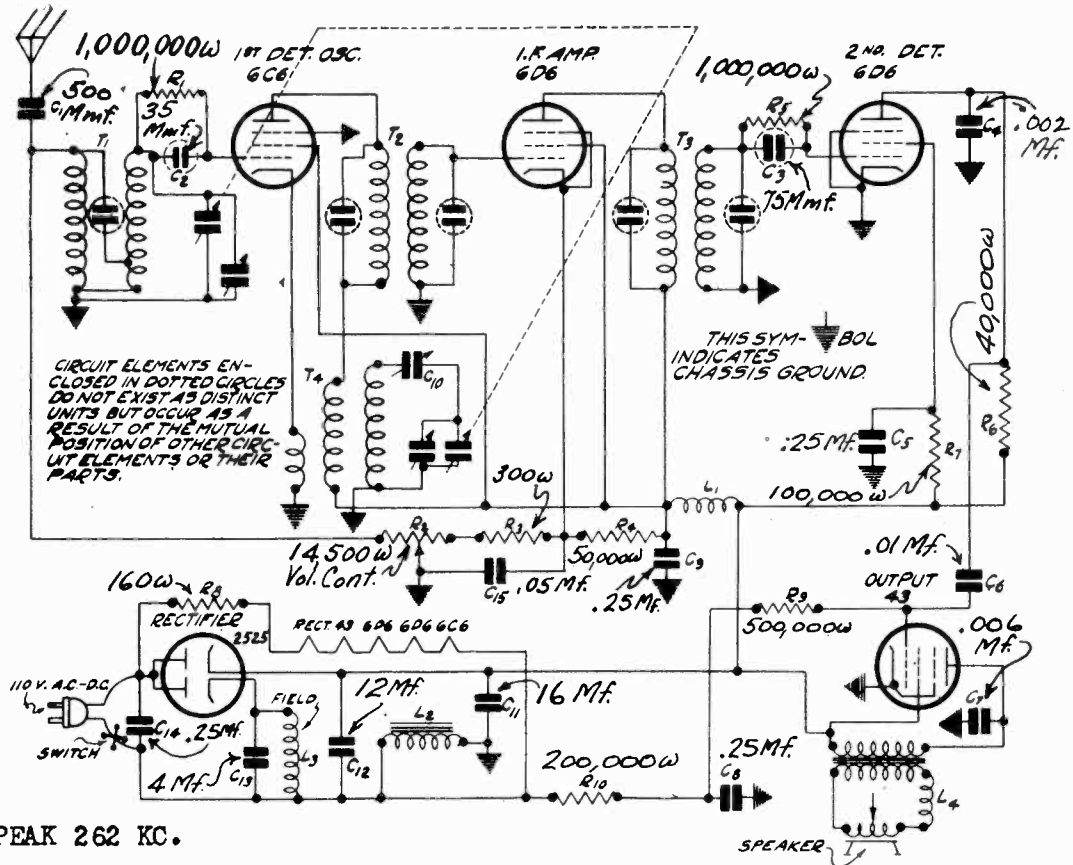 1,000,000ω
R1
500
C1 Mmf.
35
Mmf.
C2
T1
1ST DET. OSC.
6C6
T2
I.F. AMP.
6D6
T3
1,000,000ω
R5
C3
75Mmf.
2ND. DET.
6D6
C4
.002
Mf.
CIRCUIT ELEMENTS EN-
CLOSED IN DOTTED CIRCLES
DO NOT EXIST AS DISTINCT
UNITS BUT OCCUR AS A
RESULT OF THE MUTUAL
POSITION OF OTHER CIRC-
UIT ELEMENTS OR THEIR
PARTS.
T4
C10
THIS SYM- BOL
INDICATES
CHASSIS GROUND.
40,000ω
R6
.25 Mf.
C5
R7
100,000ω
L1
300ω
R2
R3
R4
14,500ω
Vol. Cont.
50,000ω
C15
.05 Mf.
.25 Mf.
C9
.01 Mf.
C6
OUTPUT
43
R9
500,000ω
.006
Mf.
C7
160ω
R8
RECTIFIER
2525
RECT. 43 6D6 6D6 6C6
110 V. A.C.-D.C.
SWITCH
C14
.25Mf.
4 Mf.
C13
FIELD
L3
12 Mf.
C12
L2
16 Mf.
C11
200,000ω
R10
.25 Mf.
C8
L4
SPEAKER
PEAK 262 KC.